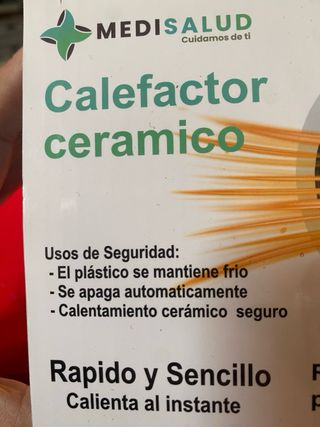 MEDISALUD
Cuidamos de ti
Calefactor
ceramico
Usos de Seguridad:
- El plástico se mantiene frio
- Se apaga automaticamente
- Calentamiento cerámico seguro
Rapido y Sencillo
Calienta al instante